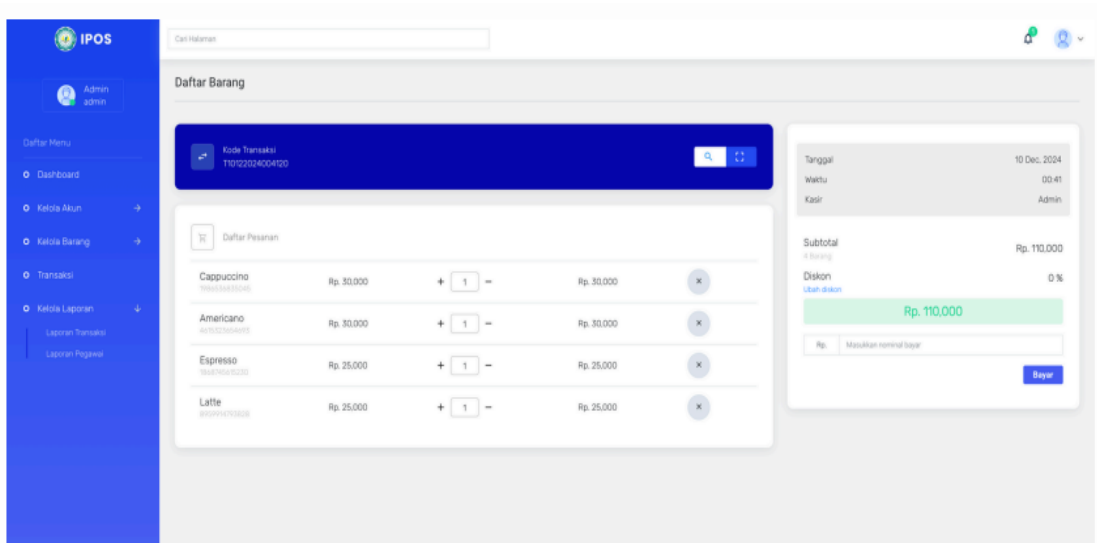 IPOS
Cari Halaman
Admin
admin
Daftar Menu
Dashboard
Kelola Akun
Kelola Barang
Transaksi
Kelola Laporan
Laporan Transaksi
Laporan Pegawai
Daftar Barang
Kode Transaksi
T10122024004120
Daftar Pesanan
Cappuccino Rp. 30,000 + 1 - Rp. 30,000 ×
Americano Rp. 30,000 + 1 - Rp. 30,000 ×
Espresso Rp. 25,000 + 1 - Rp. 25,000 ×
Latte Rp. 25,000 + 1 - Rp. 25,000 ×
Tanggal 10 Dec, 2024
Waktu 00:41
Kasir Admin
Subtotal Rp. 110,000
4 Barang
Diskon 0 %
Ubah diskon
Rp. 110,000
Rp. Masukkan nominal bayar
Bayar